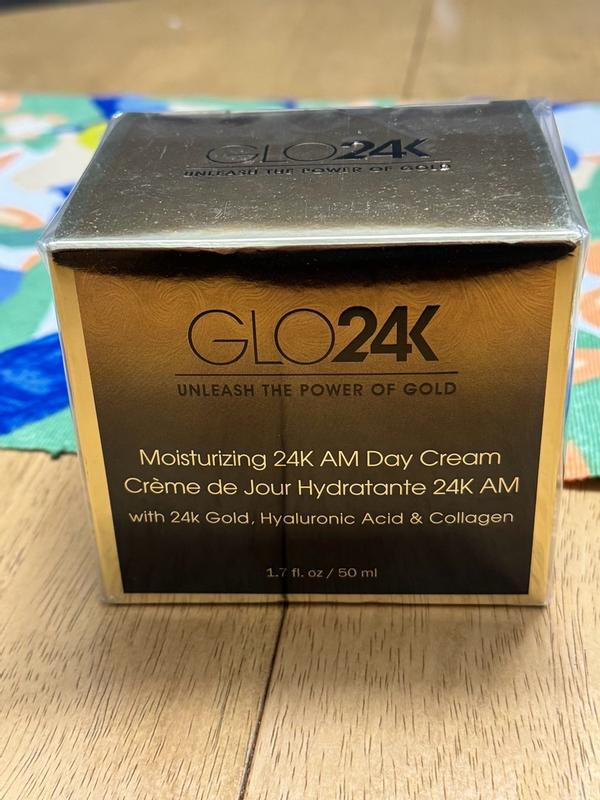 GLO24K
UNLEASH THE POWER OF GOLD
GLO24K
UNLEASH THE POWER OF GOLD
Moisturizing 24K AM Day Cream
Crème de Jour Hydratante 24K AM
with 24k Gold, Hyaluronic Acid & Collagen
1.7 fl. oz / 50 ml